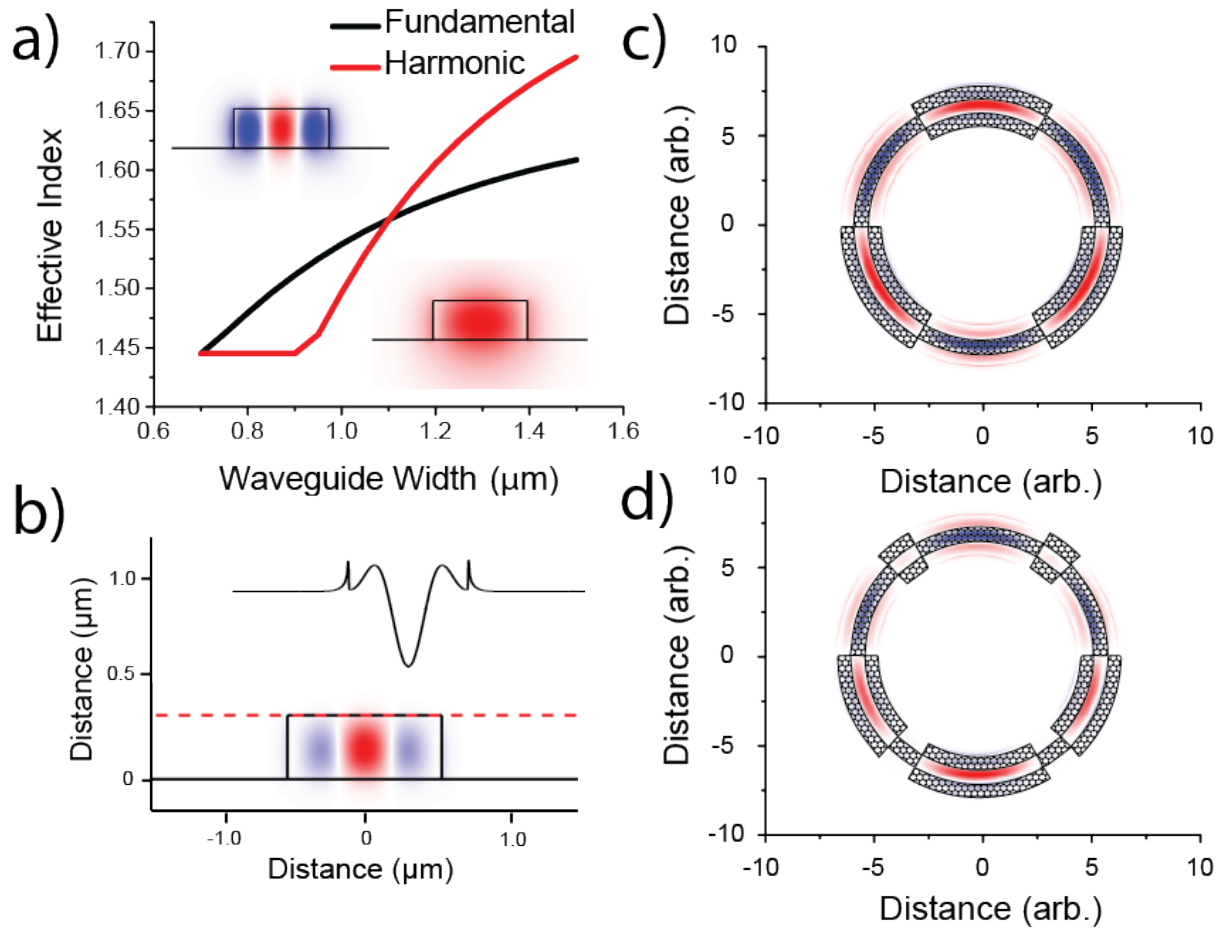 a)
Fundamental
Harmonic
1.70
1.65
1.60
1.55
1.50
1.45
1.40
Effective Index
0.6 0.8 1.0 1.2 1.4 1.6
Waveguide Width (µm)
b)
1.0
0.5
0
Distance (µm)
-1.0 0 1.0
Distance (µm)
c)
10
5
0
-5
-10
Distance (arb.)
-10 -5 0 5 10
Distance (arb.)
d)
10
5
0
-5
-10
Distance (arb.)
-10 -5 0 5 10
Distance (arb.)